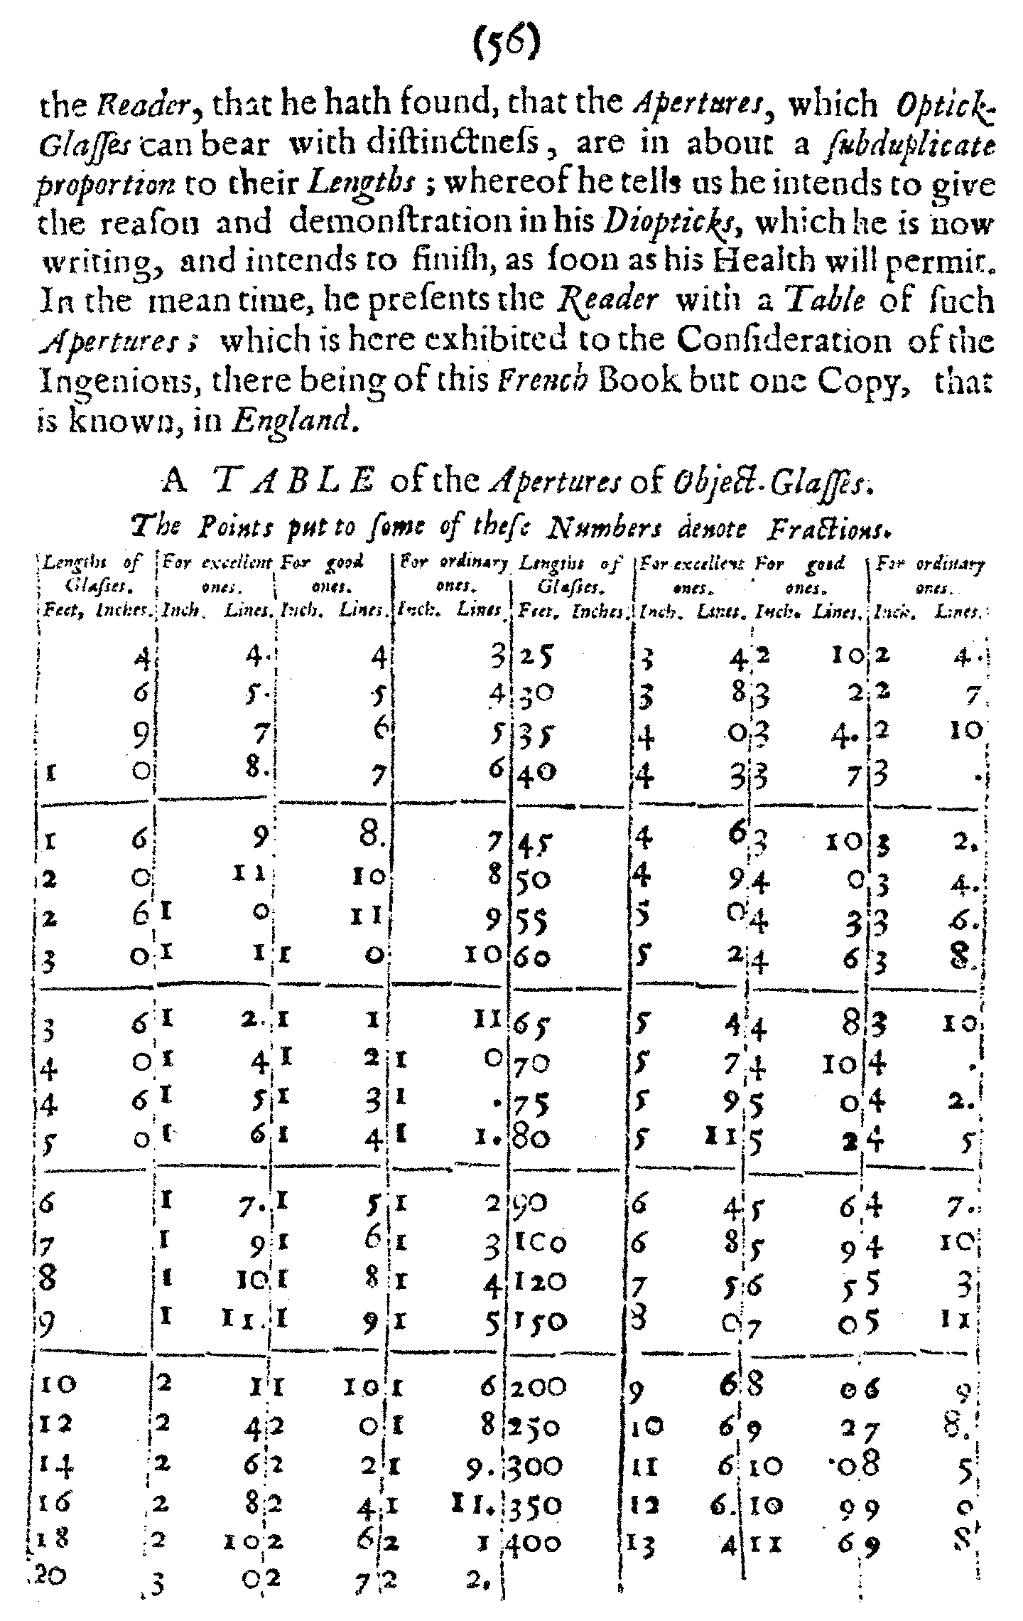 (56)
the Reader, that he hath found, that the Apertures, which Optick-
Glaſſes can bear with diſtinctneſs, are in about a ſubduplicate
proportion to their Lengths ; whereof he tells us he intends to give
the reaſon and demonſtration in his Diopticks, which he is now
writing, and intends to finiſh, as ſoon as his Health will permit.
In the mean time, he preſents the Reader with a Table of ſuch
Apertures ; which is here exhibited to the Conſideration of the
Ingenious, there being of this French Book but one Copy, that
is known, in England.
A TABLE of the Apertures of Object-Glaſſes.
The Points put to ſome of theſe Numbers denote Fractions.
Lengths of For excellent For good For ordinary Lengths of For excellent For good For ordinary
Glaſſes. ones. ones. ones. Glaſſes. ones. ones. ones.
Feet, Inches. Inch. Lines. Inch. Lines. Inch. Lines. Feet. Inches. Inch. Lines. Inch. Lines. Inch. Lines.
4 4. 4 3 25 3 4 2 10 2 4.
6 5. 5 4 30 3 8 3 2 2 7
9 7 6 5 35 4 0 3 4. 2 10
1 0 8. 7 6 40 4 3 3 7 3 .
1 6 9 8. 7 45 4 6 3 10 3 2.
2 0 11 10 8 50 4 9 4 0 3 4.
2 6 1 0 11 9 55 5 0 4 3 3 6.
3 0 1 1 1 0 10 60 5 2 4 6 3 8.
3 6 1 2. 1 1 11 65 5 4 4 8 3 10
4 0 1 4 1 2 1 0 70 5 7 4 10 4 .
4 6 1 5 1 3 1 . 75 5 9 5 0 4 2.
5 0 1 6 1 4 1 1. 80 5 11 5 2 4 5
6 1 7. 1 5 1 2 90 6 4 5 6 4 7.
7 1 9 1 6 1 3 100 6 8 5 9 4 10
8 1 10 1 8 1 4 120 7 5 6 5 5 3
9 1 11. 1 9 1 5 150 8 0 7 0 5 11
10 2 1 1 10 1 6 200 9 6 8 0 6 9
12 2 4 2 0 1 8 250 10 6 9 2 7 8.
14 2 6 2 2 1 9. 300 11 6 10 0 8 5
16 2 8 2 4 1 11. 350 12 6. 10 9 9 0
18 2 10 2 6 2 1 400 13 4 11 6 9 8
20 3 0 2 7 2 2.